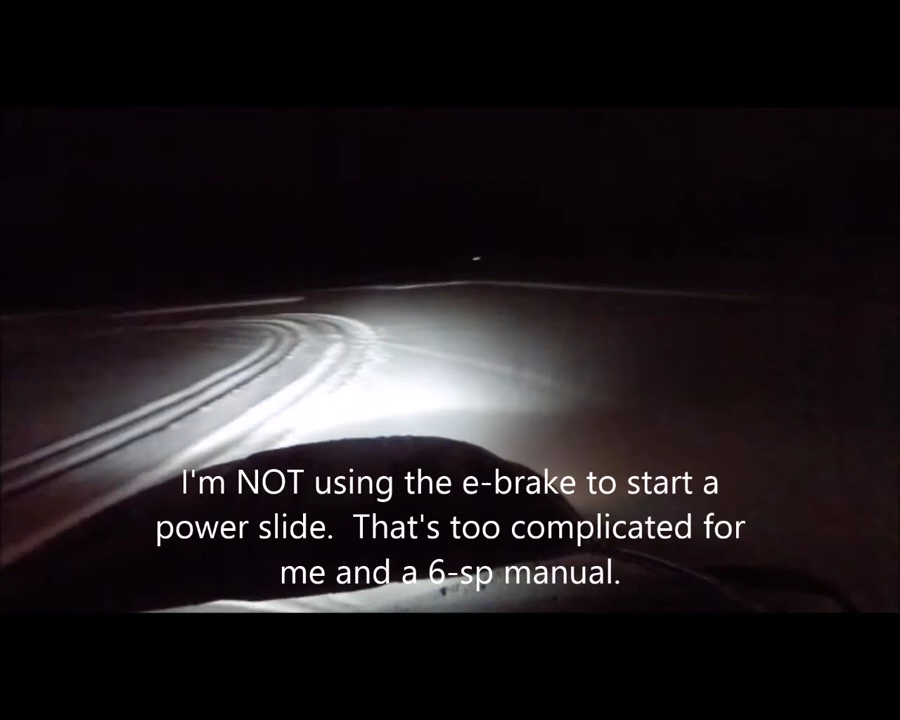 I'm NOT using the e-brake to start a
power slide.  That's too complicated for
me and a 6-sp manual.